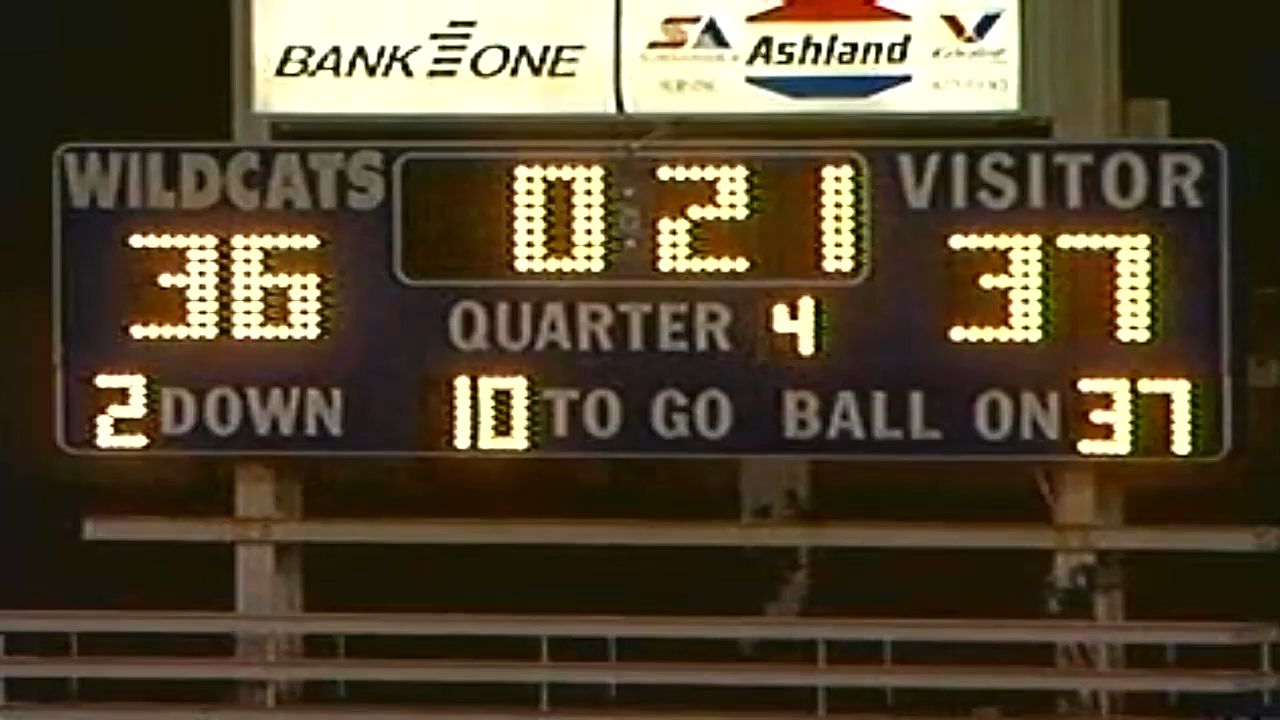 BANK ONE
SA Ashland
WILDCATS 0:21 VISITOR
36 37
QUARTER 4
2 DOWN 10 TO GO BALL ON 37